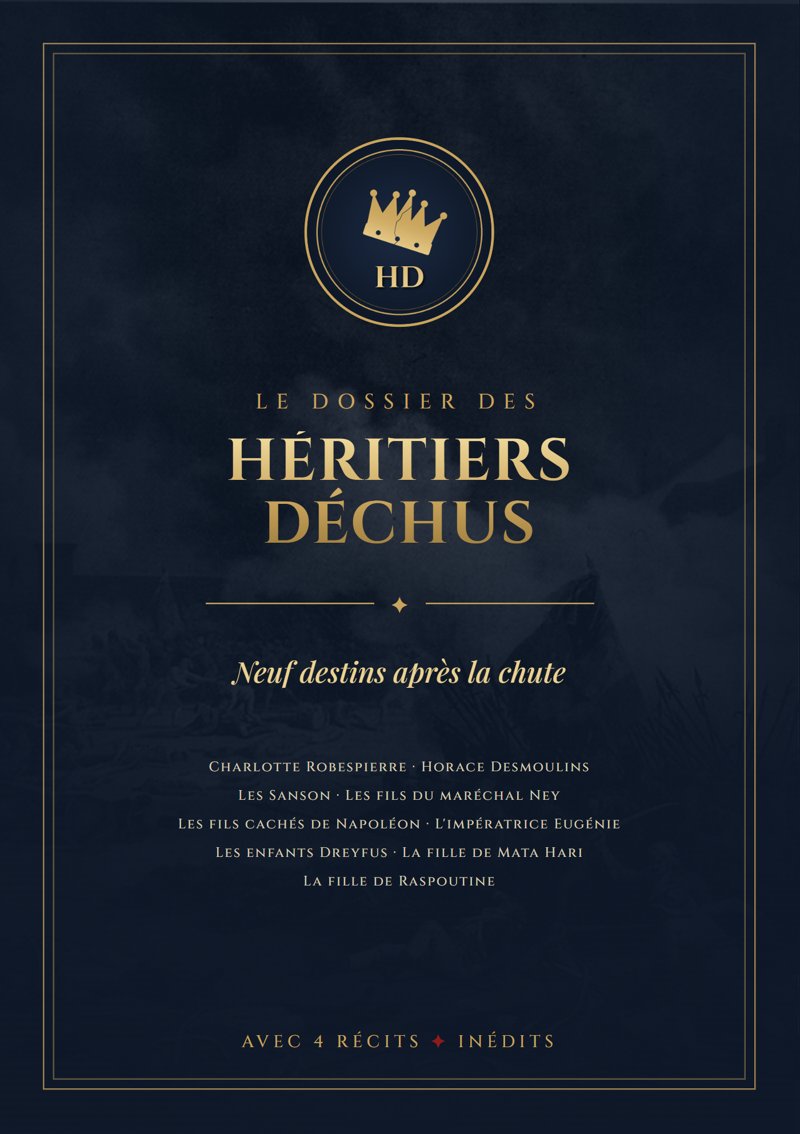 HD
LE DOSSIER DES
HÉRITIERS
DÉCHUS
Neuf destins après la chute
Charlotte Robespierre · Horace Desmoulins
Les Sanson · Les fils du maréchal Ney
Les fils cachés de Napoléon · L'impératrice Eugénie
Les enfants Dreyfus · La fille de Mata Hari
La fille de Raspoutine
AVEC 4 RÉCITS ✦ INÉDITS